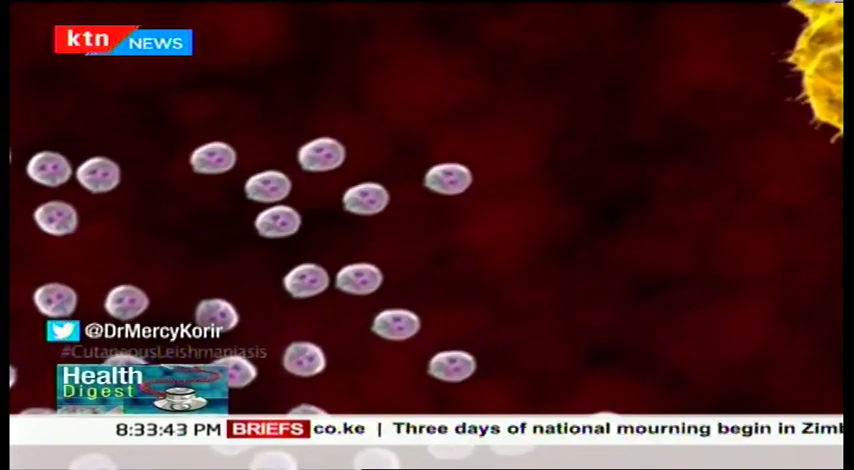 ktn NEWS
@DrMercyKorir
#CutaneousLeishmaniasis
Health
Digest
8:33:43 PM BRIEFS co.ke | Three days of national mourning begin in Zimb